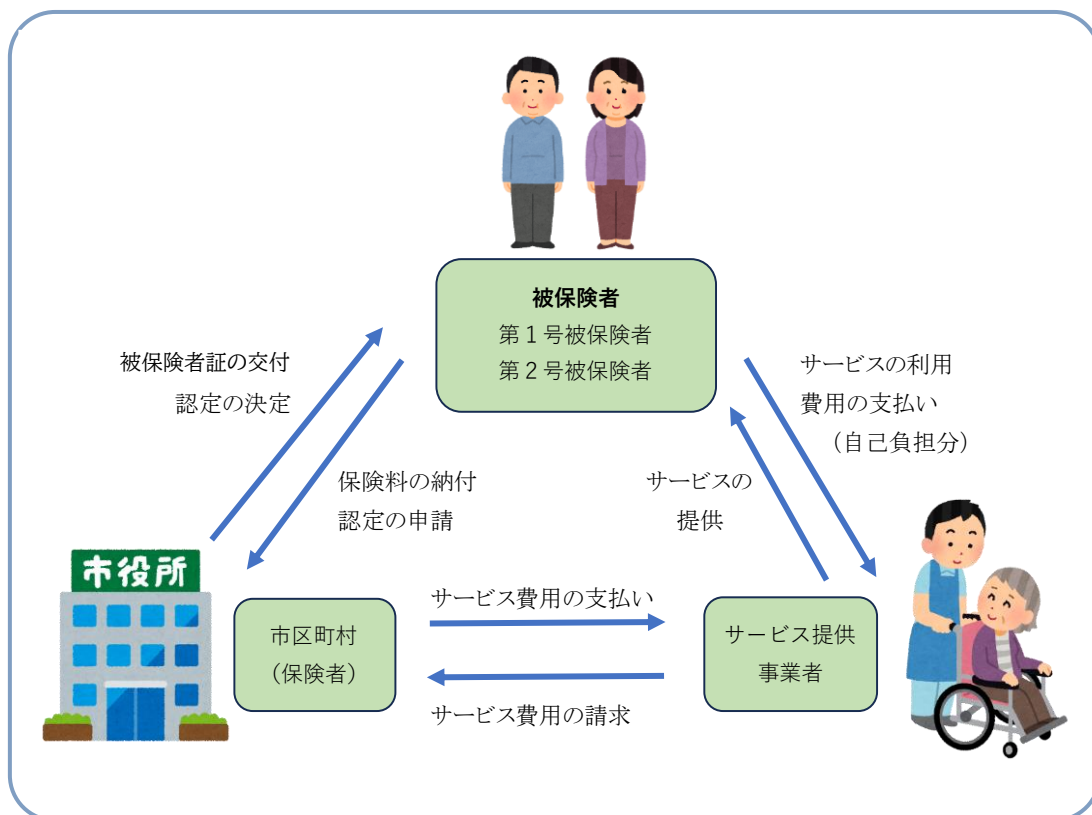 被保険者
第１号被保険者
第２号被保険者
被保険者証の交付
認定の決定
サービスの利用
費用の支払い
（自己負担分）
保険料の納付
認定の申請
サービスの
提供
市役所
サービス費用の支払い
市区町村
（保険者）
サービス提供
事業者
サービス費用の請求